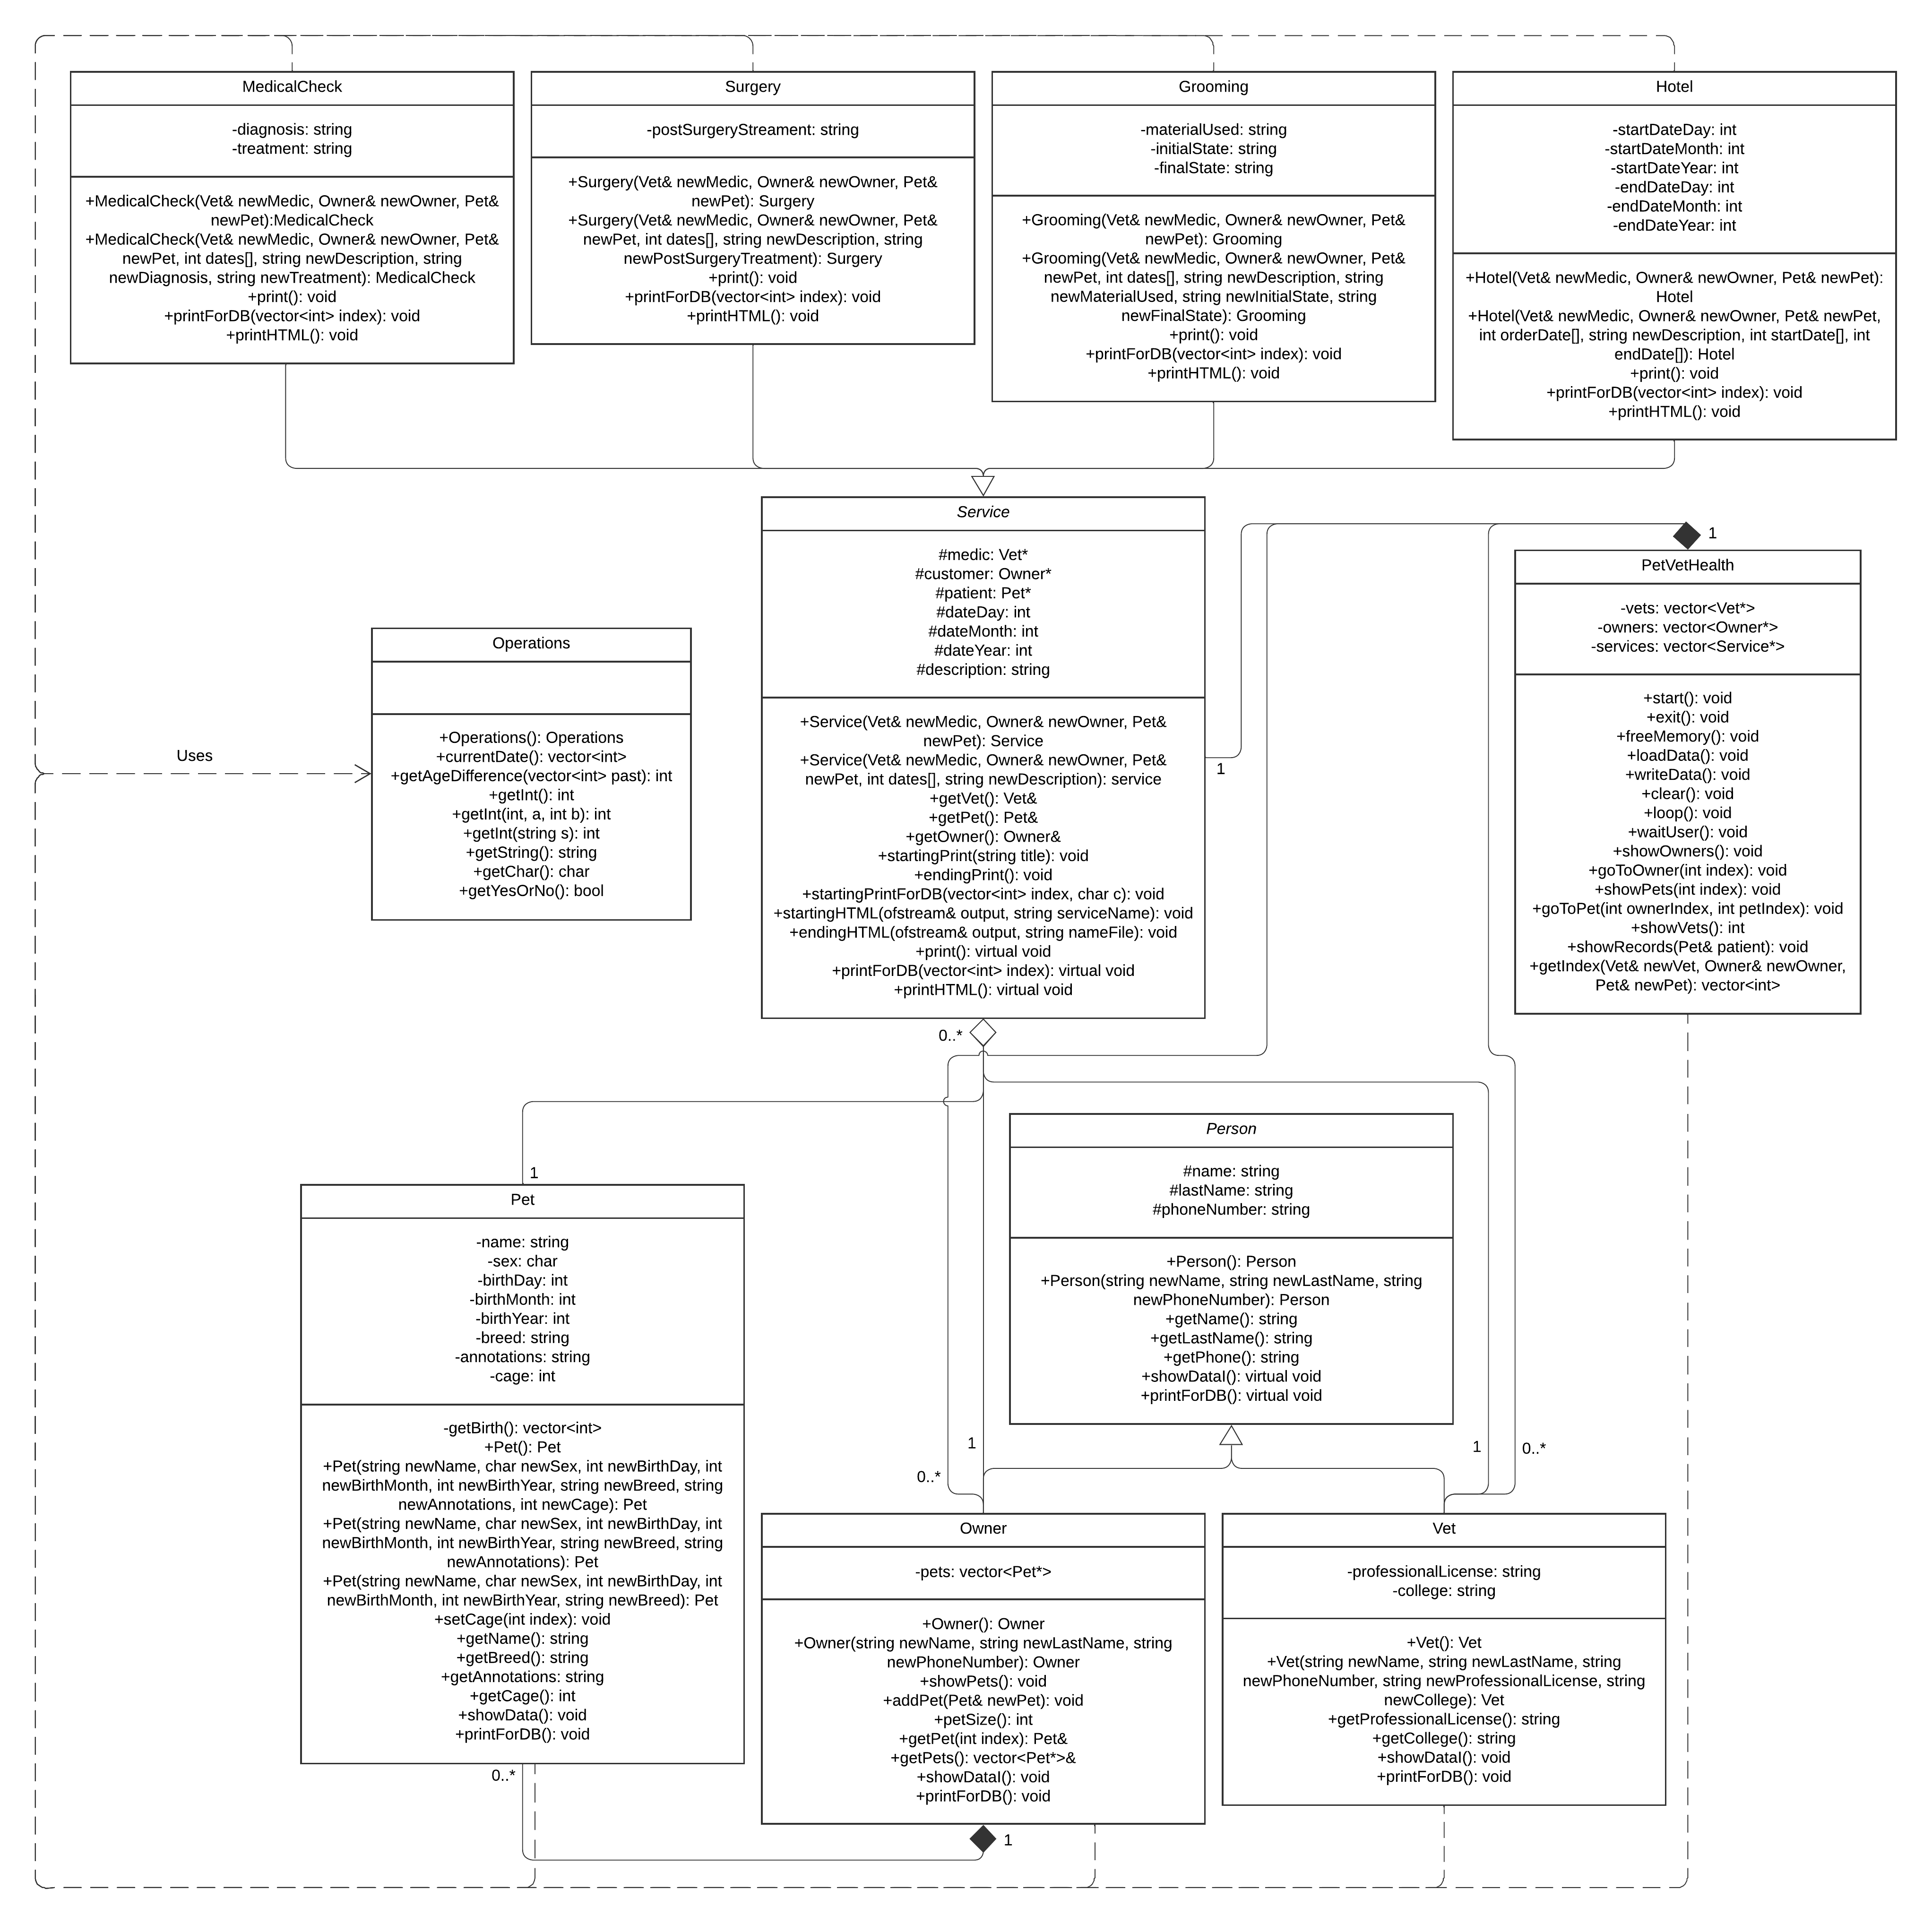 MedicalCheck
-diagnosis: string
-treatment: string
+MedicalCheck(Vet& newMedic, Owner& newOwner, Pet&
newPet):MedicalCheck
+MedicalCheck(Vet& newMedic, Owner& newOwner, Pet&
newPet, int dates[], string newDescription, string
newDiagnosis, string newTreatment): MedicalCheck
+print(): void
+printForDB(vector<int> index): void
+printHTML(): void
Surgery
-postSurgeryStreament: string
+Surgery(Vet& newMedic, Owner& newOwner, Pet&
newPet): Surgery
+Surgery(Vet& newMedic, Owner& newOwner, Pet&
newPet, int dates[], string newDescription, string
newPostSurgeryTreatment): Surgery
+print(): void
+printForDB(vector<int> index): void
+printHTML(): void
Grooming
-materialUsed: string
-initialState: string
-finalState: string
+Grooming(Vet& newMedic, Owner& newOwner, Pet&
newPet): Grooming
+Grooming(Vet& newMedic, Owner& newOwner, Pet&
newPet, int dates[], string newDescription, string
newMaterialUsed, string newInitialState, string
newFinalState): Grooming
+print(): void
+printForDB(vector<int> index): void
+printHTML(): void
Hotel
-startDateDay: int
-startDateMonth: int
-startDateYear: int
-endDateDay: int
-endDateMonth: int
-endDateYear: int
+Hotel(Vet& newMedic, Owner& newOwner, Pet& newPet):
Hotel
+Hotel(Vet& newMedic, Owner& newOwner, Pet& newPet,
int orderDate[], string newDescription, int startDate[], int
endDate[]): Hotel
+print(): void
+printForDB(vector<int> index): void
+printHTML(): void
Service
#medic: Vet*
#customer: Owner*
#patient: Pet*
#dateDay: int
#dateMonth: int
#dateYear: int
#description: string
+Service(Vet& newMedic, Owner& newOwner, Pet&
newPet): Service
+Service(Vet& newMedic, Owner& newOwner, Pet&
newPet, int dates[], string newDescription): service
+getVet(): Vet&
+getPet(): Pet&
+getOwner(): Owner&
+startingPrint(string title): void
+endingPrint(): void
+startingPrintForDB(vector<int> index, char c): void
+startingHTML(ofstream& output, string serviceName): void
+endingHTML(ofstream& output, string nameFile): void
+print(): virtual void
+printForDB(vector<int> index): virtual void
+printHTML(): virtual void
1
0..*
1
PetVetHealth
-vets: vector<Vet*>
-owners: vector<Owner*>
-services: vector<Service*>
+start(): void
+exit(): void
+freeMemory(): void
+loadData(): void
+writeData(): void
+clear(): void
+loop(): void
+waitUser(): void
+showOwners(): void
+goToOwner(int index): void
+showPets(int index): void
+goToPet(int ownerIndex, int petIndex): void
+showVets(): int
+showRecords(Pet& patient): void
+getIndex(Vet& newVet, Owner& newOwner,
Pet& newPet): vector<int>
Uses
Operations
+Operations(): Operations
+currentDate(): vector<int>
+getAgeDifference(vector<int> past): int
+getInt(): int
+getInt(int, a, int b): int
+getInt(string s): int
+getString(): string
+getChar(): char
+getYesOrNo(): bool
1
Pet
-name: string
-sex: char
-birthDay: int
-birthMonth: int
-birthYear: int
-breed: string
-annotations: string
-cage: int
-getBirth(): vector<int>
+Pet(): Pet
+Pet(string newName, char newSex, int newBirthDay, int
newBirthMonth, int newBirthYear, string newBreed, string
newAnnotations, int newCage): Pet
+Pet(string newName, char newSex, int newBirthDay, int
newBirthMonth, int newBirthYear, string newBreed, string
newAnnotations): Pet
+Pet(string newName, char newSex, int newBirthDay, int
newBirthMonth, int newBirthYear, string newBreed): Pet
+setCage(int index): void
+getName(): string
+getBreed(): string
+getAnnotations: string
+getCage(): int
+showData(): void
+printForDB(): void
0..*
Person
#name: string
#lastName: string
#phoneNumber: string
+Person(): Person
+Person(string newName, string newLastName, string
newPhoneNumber): Person
+getName(): string
+getLastName(): string
+getPhone(): string
+showDataI(): virtual void
+printForDB(): virtual void
1
0..*
1
0..*
Owner
-pets: vector<Pet*>
+Owner(): Owner
+Owner(string newName, string newLastName, string
newPhoneNumber): Owner
+showPets(): void
+addPet(Pet& newPet): void
+petSize(): int
+getPet(int index): Pet&
+getPets(): vector<Pet*>&
+showDataI(): void
+printForDB(): void
1
Vet
-professionalLicense: string
-college: string
+Vet(): Vet
+Vet(string newName, string newLastName, string
newPhoneNumber, string newProfessionalLicense, string
newCollege): Vet
+getProfessionalLicense(): string
+getCollege(): string
+showDataI(): void
+printForDB(): void